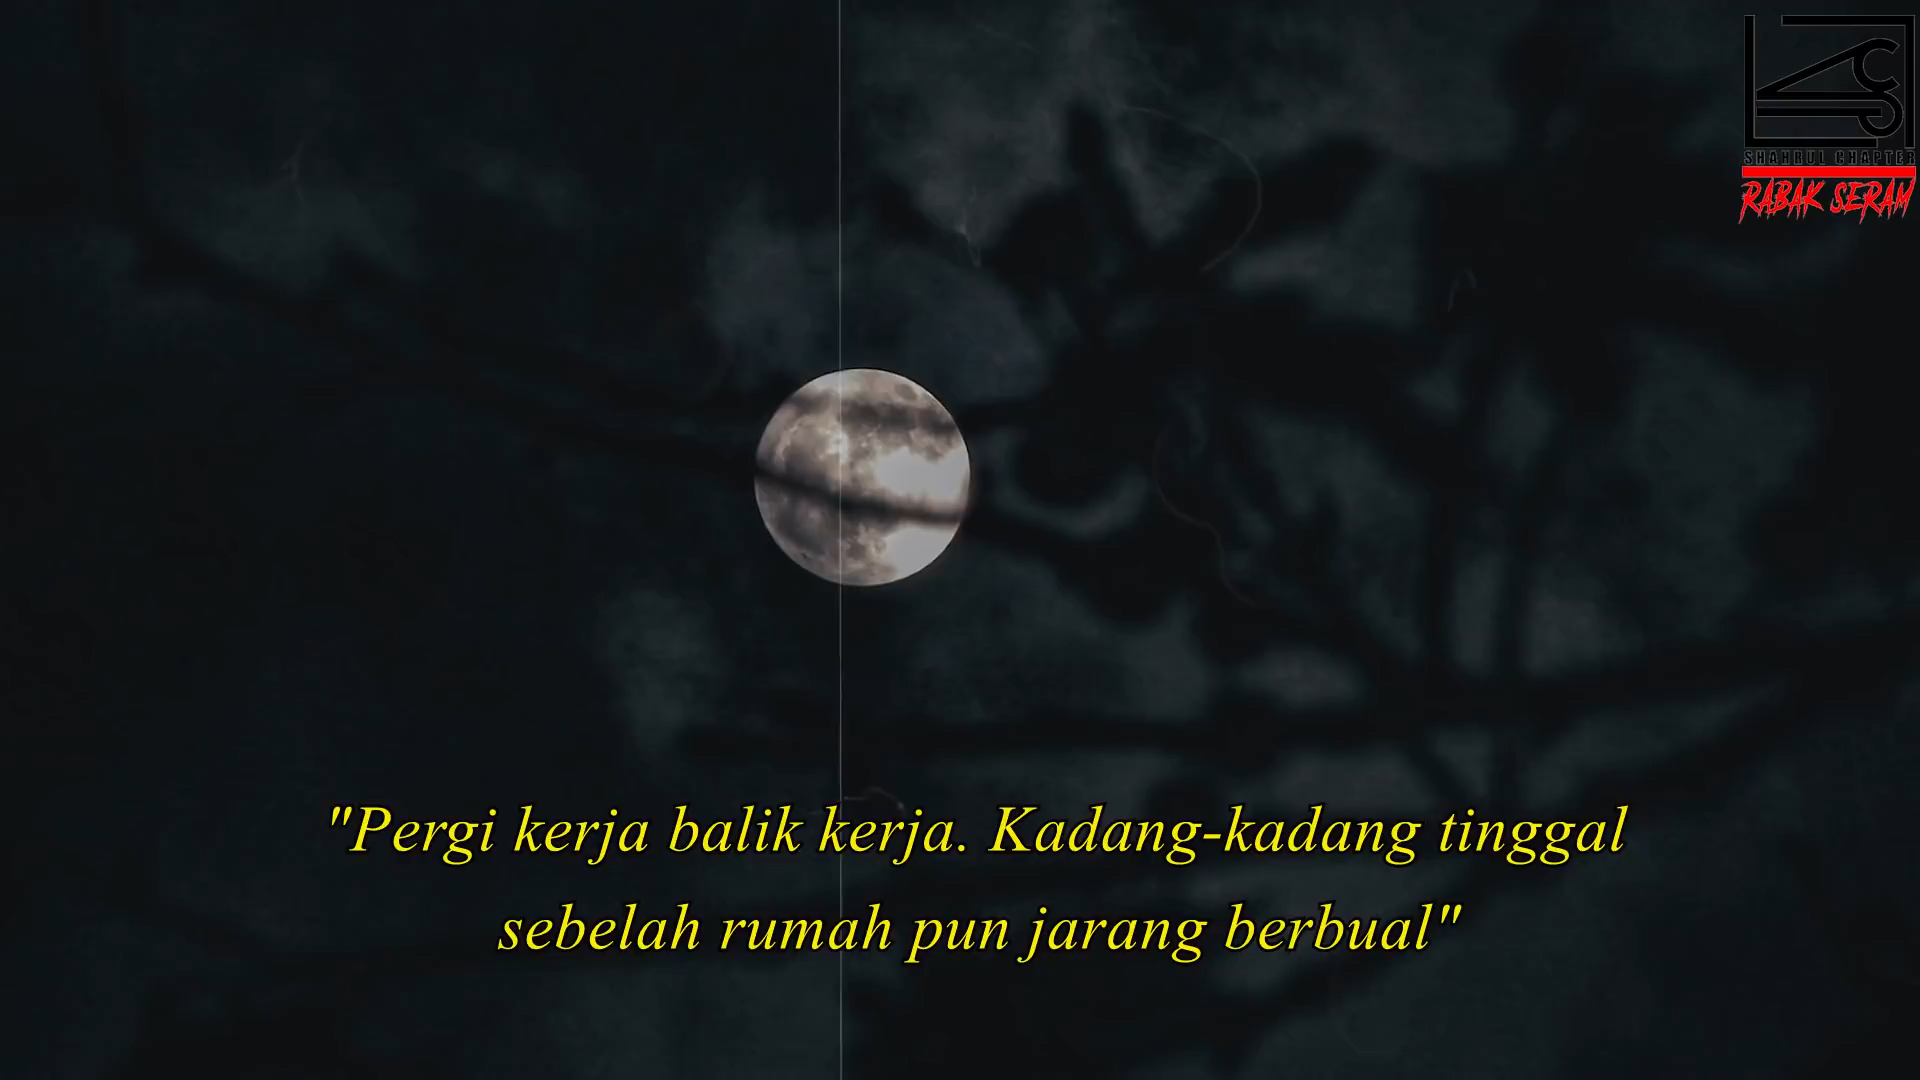 SHAHRUL CHAPTER
RABAK SERAM
"Pergi kerja balik kerja. Kadang-kadang tinggal
sebelah rumah pun jarang berbual"